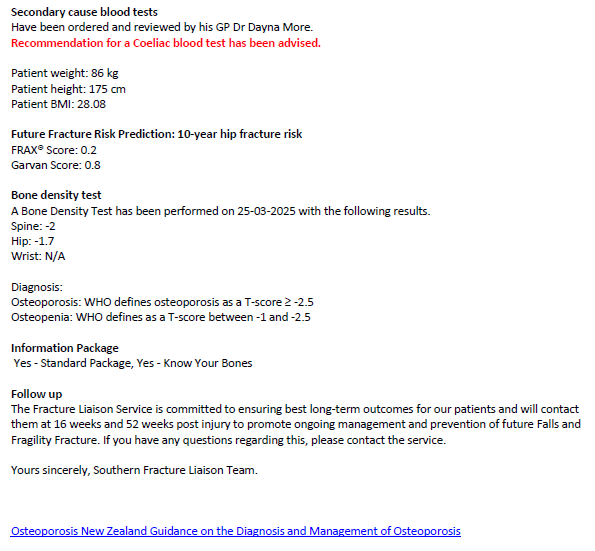 Secondary cause blood tests
Have been ordered and reviewed by his GP Dr Dayna More.
Recommendation for a Coeliac blood test has been advised.
Patient weight: 86 kg
Patient height: 175 cm
Patient BMI: 28.08
Future Fracture Risk Prediction: 10-year hip fracture risk
FRAX® Score: 0.2
Garvan Score: 0.8
Bone density test
A Bone Density Test has been performed on 25-03-2025 with the following results.
Spine: -2
Hip: -1.7
Wrist: N/A
Diagnosis:
Osteoporosis: WHO defines osteoporosis as a T-score ≥ -2.5
Osteopenia: WHO defines as a T-score between -1 and -2.5
Information Package
Yes - Standard Package, Yes - Know Your Bones
Follow up
The Fracture Liaison Service is committed to ensuring best long-term outcomes for our patients and will contact
them at 16 weeks and 52 weeks post injury to promote ongoing management and prevention of future Falls and
Fragility Fracture. If you have any questions regarding this, please contact the service.
Yours sincerely, Southern Fracture Liaison Team.
Osteoporosis New Zealand Guidance on the Diagnosis and Management of Osteoporosis